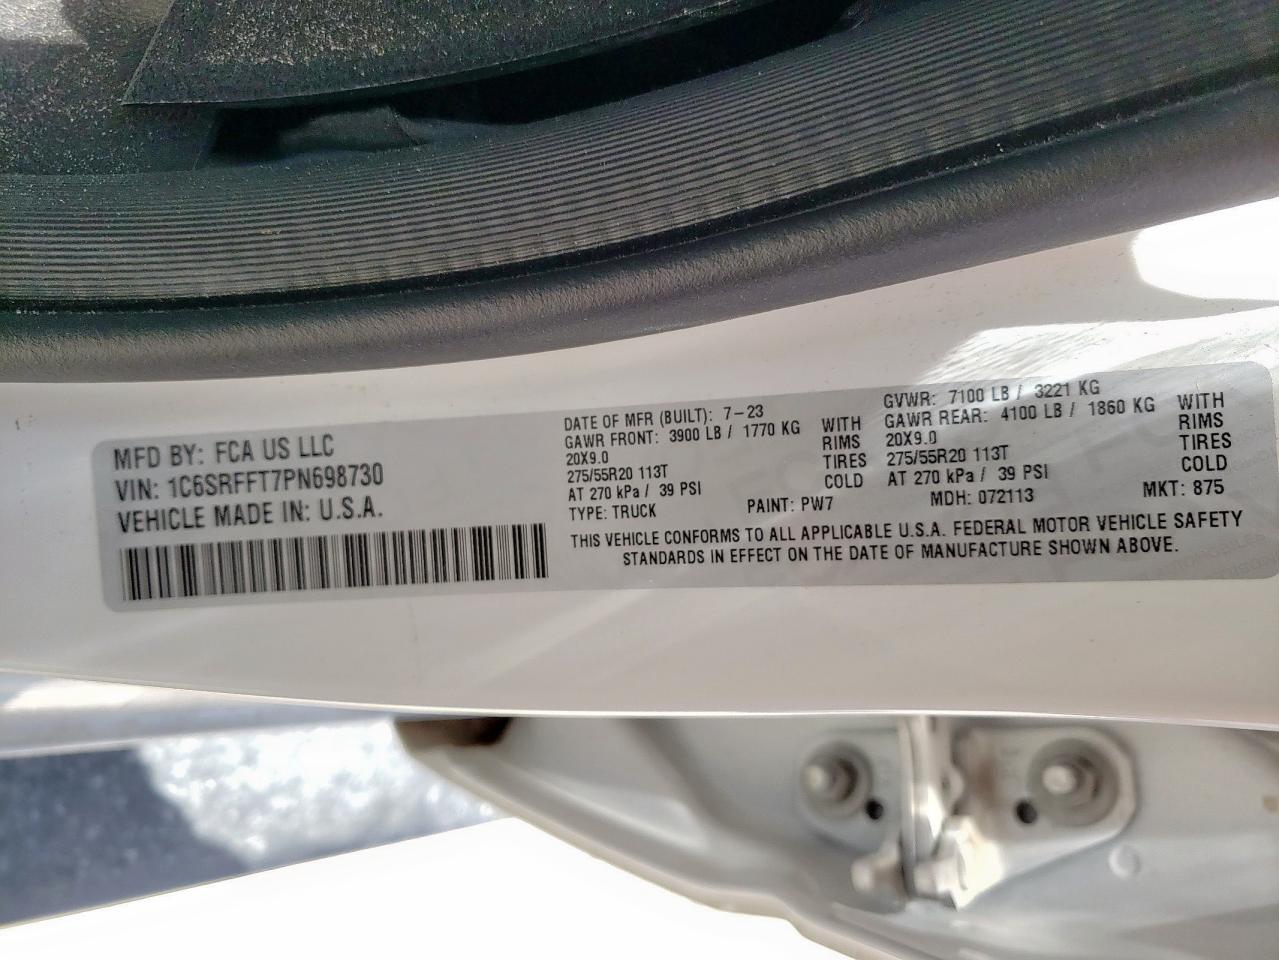 MFD BY: FCA US LLC
VIN: 1C6SRFFT7PN698730
VEHICLE MADE IN: U.S.A.
DATE OF MFR (BUILT): 7-23
GAWR FRONT: 3900 LB / 1770 KG WITH
20X9.0 RIMS
275/55R20 113T TIRES
AT 270 kPa / 39 PSI COLD
GVWR: 7100 LB / 3221 KG
GAWR REAR: 4100 LB / 1860 KG WITH
20X9.0 RIMS
275/55R20 113T TIRES
AT 270 kPa / 39 PSI COLD
TYPE: TRUCK PAINT: PW7 MDH: 072113 MKT: 875
THIS VEHICLE CONFORMS TO ALL APPLICABLE U.S.A. FEDERAL MOTOR VEHICLE SAFETY
STANDARDS IN EFFECT ON THE DATE OF MANUFACTURE SHOWN ABOVE.